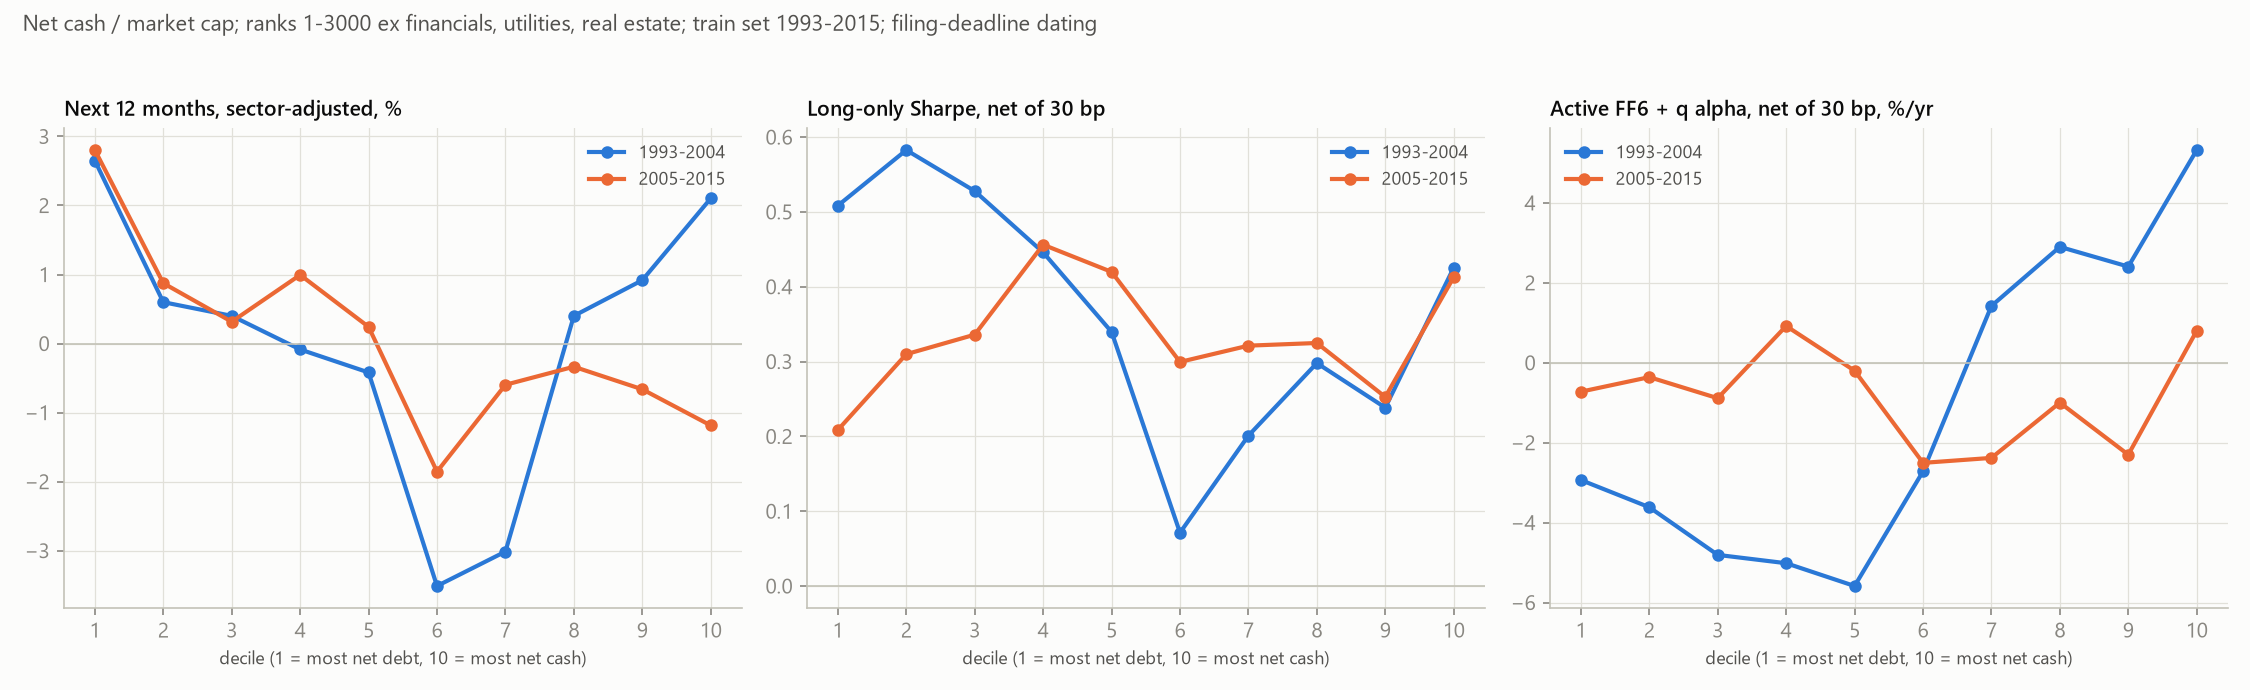 Net cash / market cap; ranks 1-3000 ex financials, utilities, real estate; train set 1993-2015; filing-deadline dating
Next 12 months, sector-adjusted, %
3
2
1
0
−1
−2
−3
1993-2004
2005-2015
1 2 3 4 5 6 7 8 9 10
decile (1 = most net debt, 10 = most net cash)
Long-only Sharpe, net of 30 bp
0.6
0.5
0.4
0.3
0.2
0.1
0.0
1993-2004
2005-2015
1 2 3 4 5 6 7 8 9 10
decile (1 = most net debt, 10 = most net cash)
Active FF6 + q alpha, net of 30 bp, %/yr
4
2
0
−2
−4
−6
1993-2004
2005-2015
1 2 3 4 5 6 7 8 9 10
decile (1 = most net debt, 10 = most net cash)